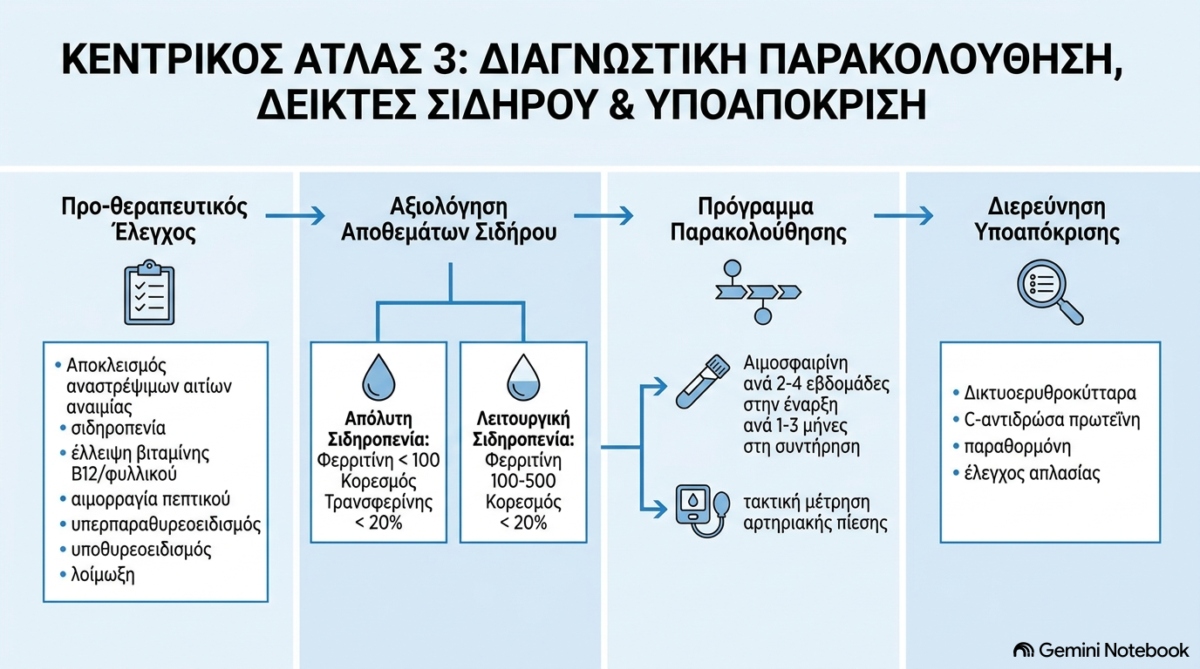 ΚΕΝΤΡΙΚΟΣ ΑΤΛΑΣ 3: ΔΙΑΓΝΩΣΤΙΚΗ ΠΑΡΑΚΟΛΟΥΘΗΣΗ,
ΔΕΙΚΤΕΣ ΣΙΔΗΡΟΥ & ΥΠΟΑΠΟΚΡΙΣΗ
Προ-θεραπευτικός
Έλεγχος
• Αποκλεισμός
αναστρέψιμων αιτίων
αναιμίας
• σιδηροπενία
• έλλειψη βιταμίνης
B12/φυλλικού
• αιμορραγία πεπτικού
• υπερπαραθυρεοειδισμός
• υποθυρεοειδισμός
• λοίμωξη
Αξιολόγηση
Αποθεμάτων Σιδήρου
Απόλυτη
Σιδηροπενία:
Φερριτίνη < 100
Κορεσμός
Τρανσφερίνης
< 20%
Λειτουργική
Σιδηροπενία:
Φερριτίνη
100-500
Κορεσμός
< 20%
Πρόγραμμα
Παρακολούθησης
Αιμοσφαιρίνη
ανά 2-4 εβδομάδες
στην έναρξη
ανά 1-3 μήνες
στη συντήρηση
τακτική μέτρηση
αρτηριακής πίεσης
Διερεύνηση
Υποαπόκρισης
• Δικτυοερυθροκύτταρα
• C-αντιδρώσα πρωτεΐνη
• παραθορμόνη
• έλεγχος απλασίας
Gemini Notebook